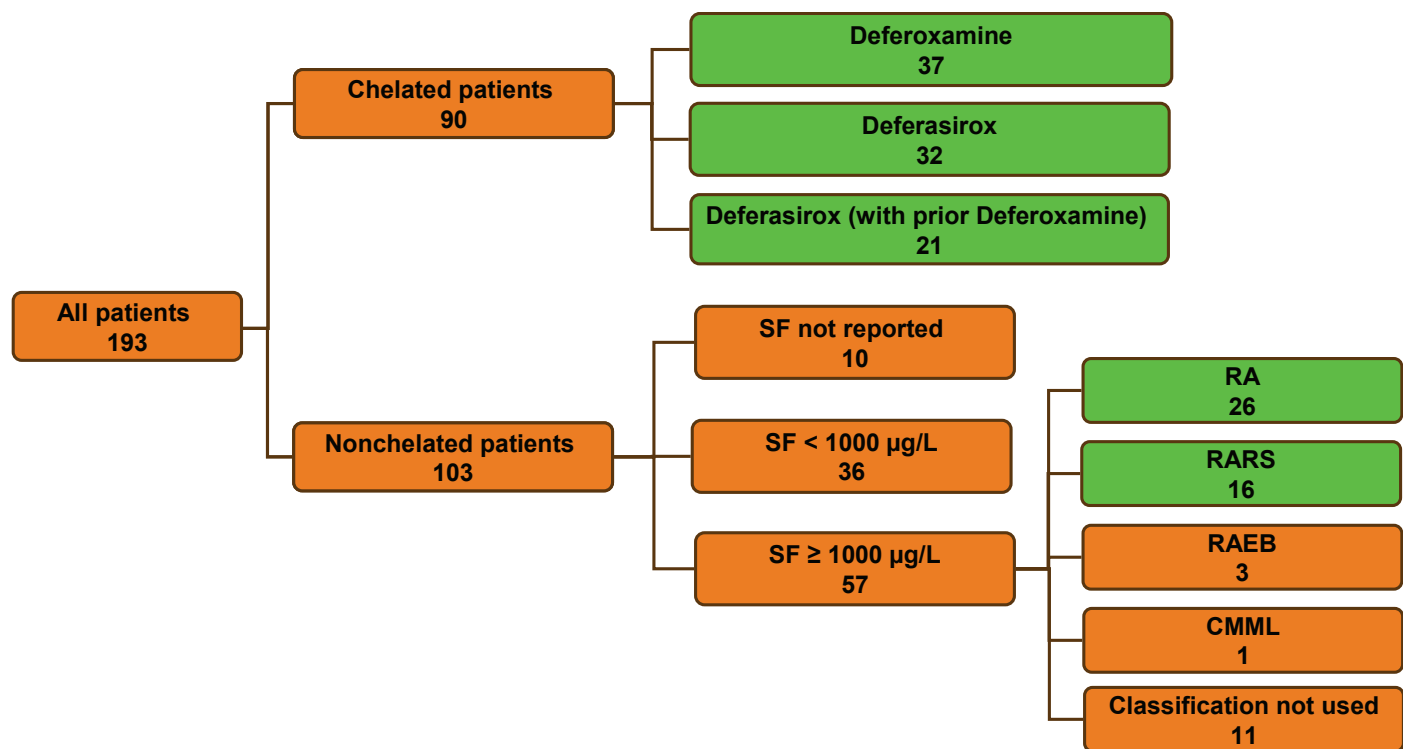 All patients
193
Chelated patients
90
Deferoxamine
37
Deferasirox
32
Deferasirox (with prior Deferoxamine)
21
Nonchelated patients
103
SF not reported
10
SF < 1000 µg/L
36
SF ≥ 1000 µg/L
57
RA
26
RARS
16
RAEB
3
CMML
1
Classification not used
11